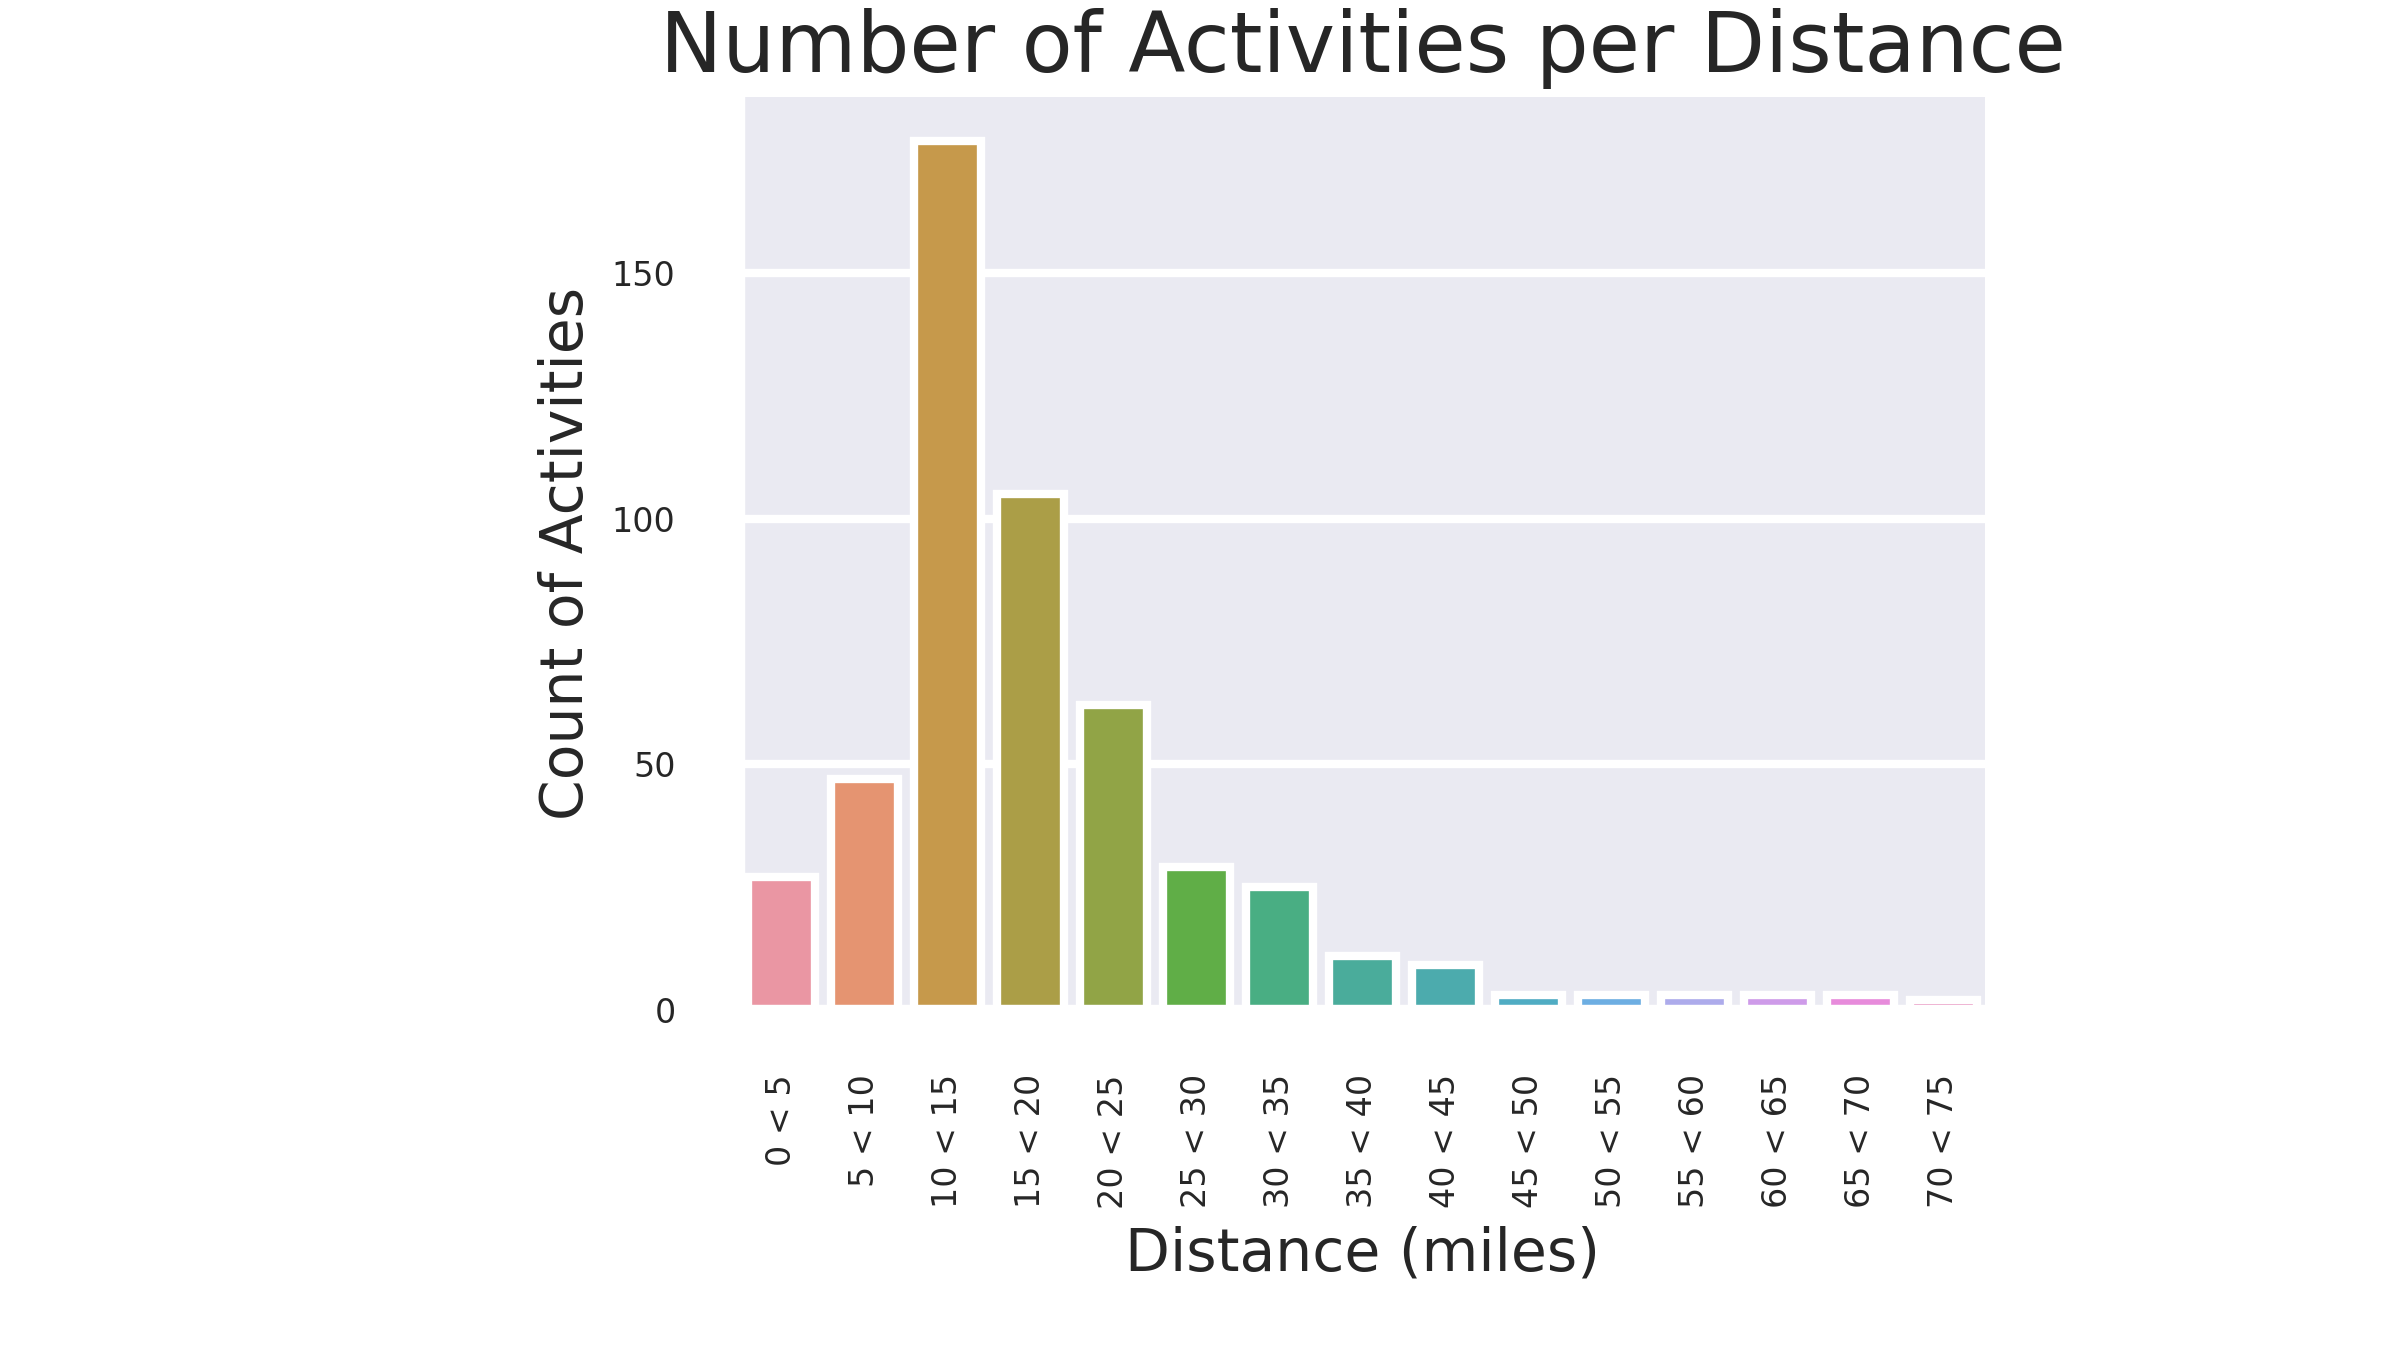 Number of Activities per Distance
Count of Activities
150
100
50
0
0 < 5
5 < 10
10 < 15
15 < 20
20 < 25
25 < 30
30 < 35
35 < 40
40 < 45
45 < 50
50 < 55
55 < 60
60 < 65
65 < 70
70 < 75
Distance (miles)